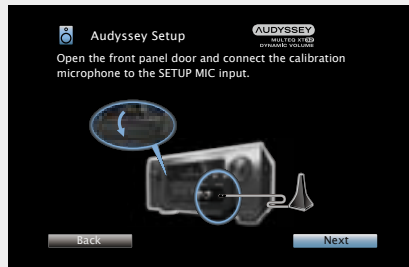 Audyssey Setup
AUDYSSEY
MULTEQ XT32
DYNAMIC VOLUME
Open the front panel door and connect the calibration
microphone to the SETUP MIC input.
Back
Next